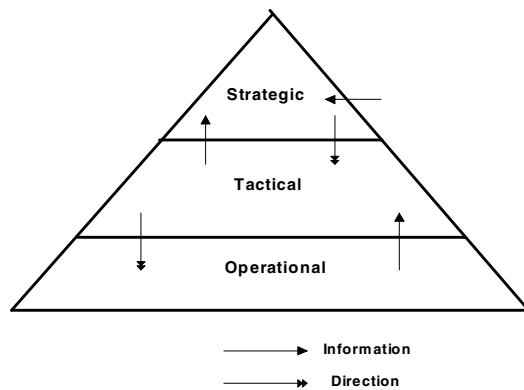 Strategic
Tactical
Operational
Information
Direction